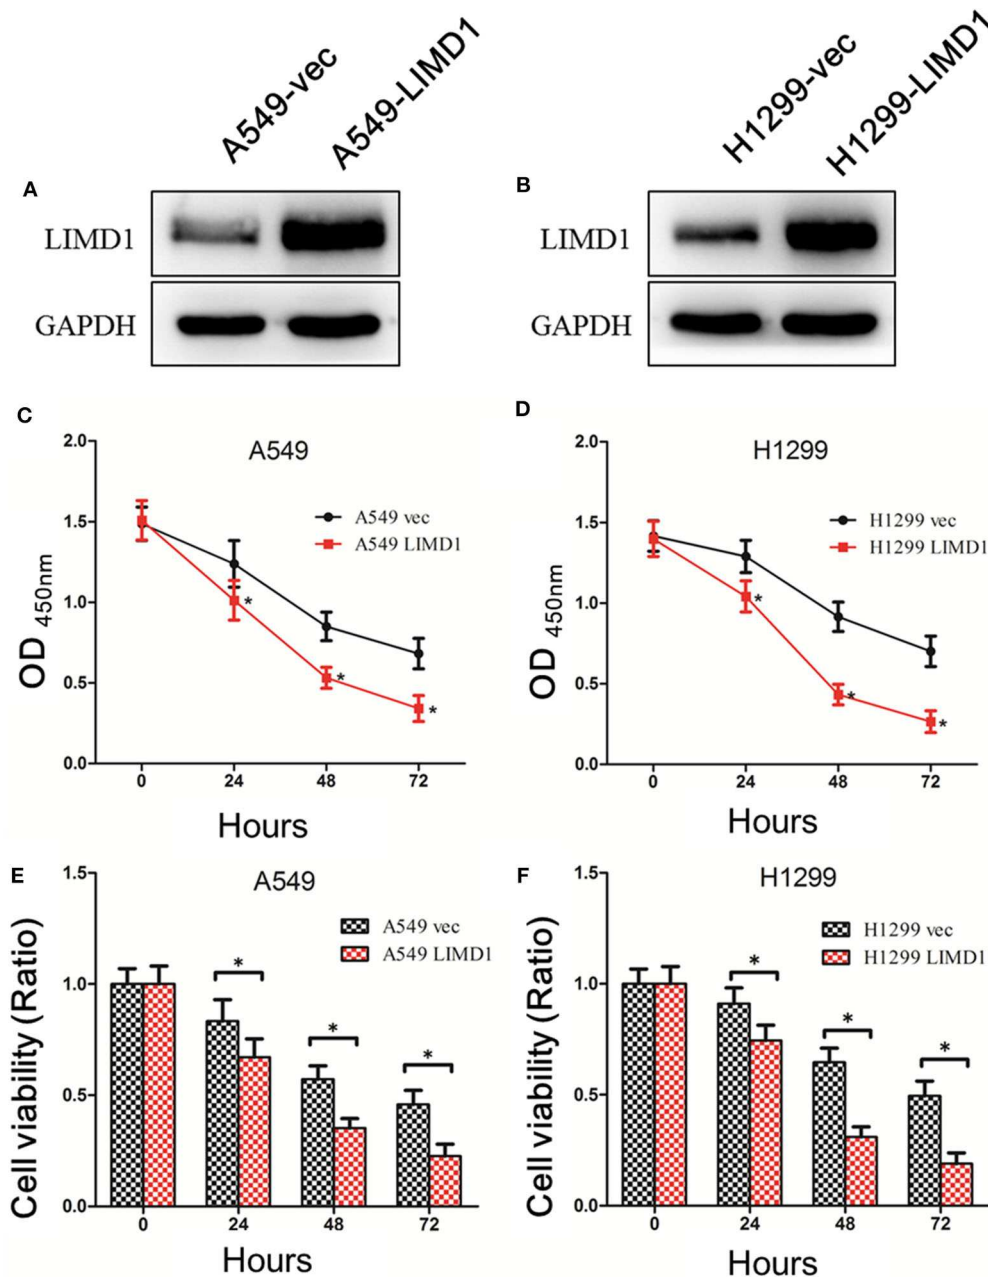 A549-vec
A549-LIMD1
H1299-vec
H1299-LIMD1
A
LIMD1
GAPDH
B
LIMD1
GAPDH
C
A549
A549 vec
A549 LIMD1
OD 450nm
2.0
1.5
1.0
0.5
0.0
0 24 48 72
Hours
*
*
*
D
H1299
H1299 vec
H1299 LIMD1
OD 450nm
2.0
1.5
1.0
0.5
0.0
0 24 48 72
Hours
*
*
*
E
A549
A549 vec
A549 LIMD1
Cell viability (Ratio)
1.5
1.0
0.5
0.0
0 24 48 72
Hours
*
*
*
F
H1299
H1299 vec
H1299 LIMD1
Cell viability (Ratio)
1.5
1.0
0.5
0.0
0 24 48 72
Hours
*
*
*